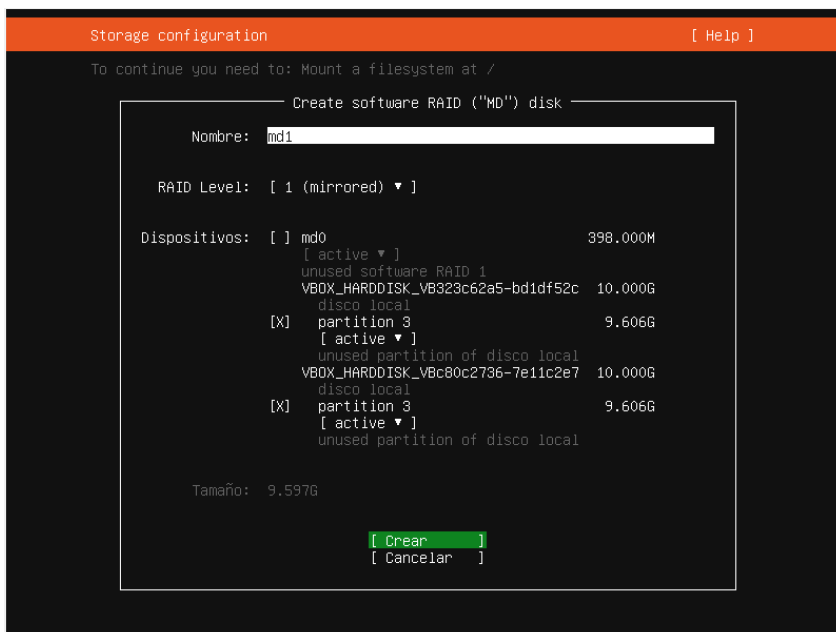 Storage configuration [ Help ]
To continue you need to: Mount a filesystem at /
Create software RAID ("MD") disk
Nombre: md1
RAID Level: [ 1 (mirrored) ▾ ]
Dispositivos: [ ] md0 398.000M
[ active ▾ ]
unused software RAID 1
VBOX_HARDDISK_VB323c62a5-bd1df52c 10.000G
disco local
[X] partition 3 9.606G
[ active ▾ ]
unused partition of disco local
VBOX_HARDDISK_VBc80c2736-7e11c2e7 10.000G
disco local
[X] partition 3 9.606G
[ active ▾ ]
unused partition of disco local
Tamaño: 9.597G
[ Crear ]
[ Cancelar ]